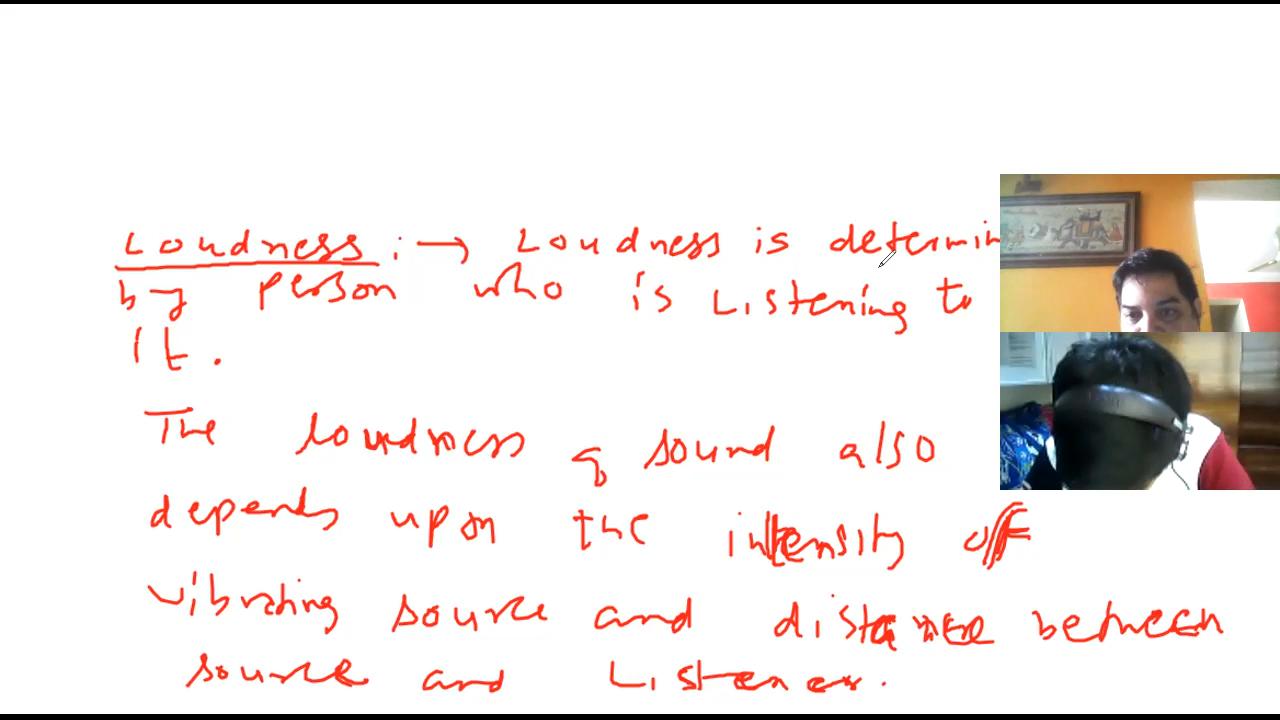 Loudness : → Loudness is determin
by person who is Listening to
it.
The loudness of sound also
depends upon the intensity of
vibrating source and distance between
source and Listener.